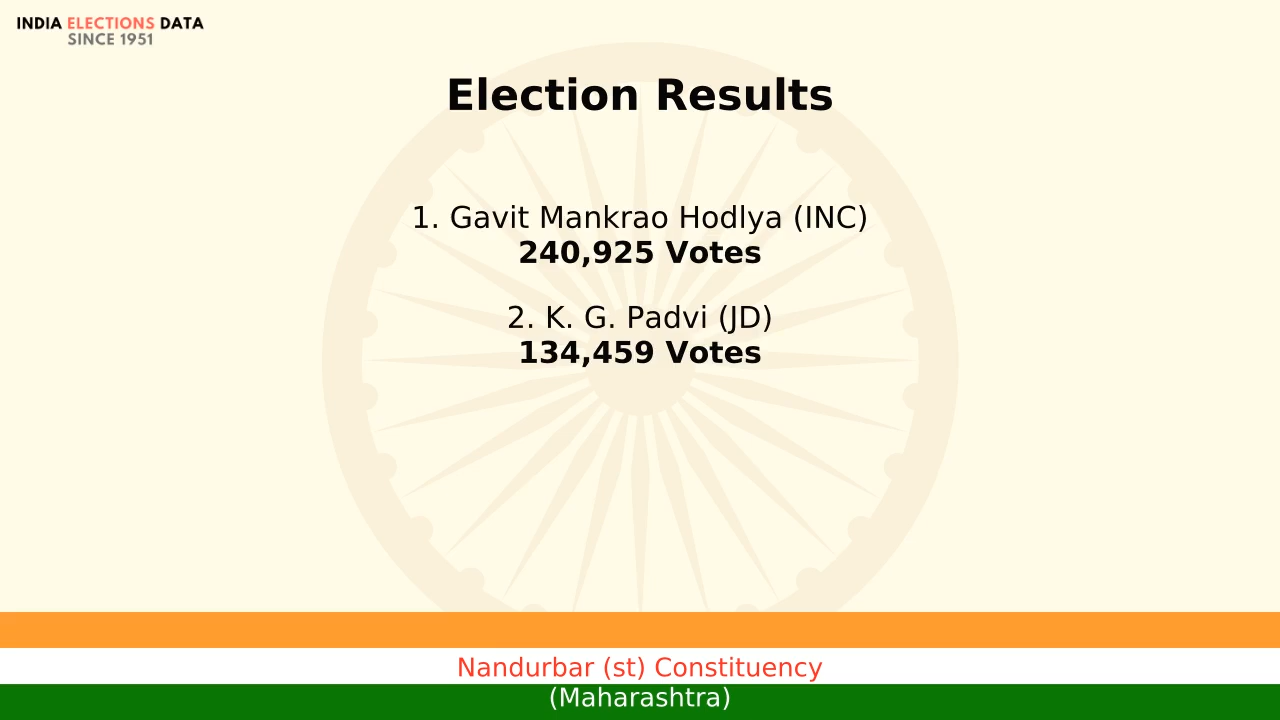 INDIA ELECTIONS DATA
SINCE 1951
Election Results
1. Gavit Mankrao Hodlya (INC)
240,925 Votes
2. K. G. Padvi (JD)
134,459 Votes
Nandurbar (st) Constituency
(Maharashtra)